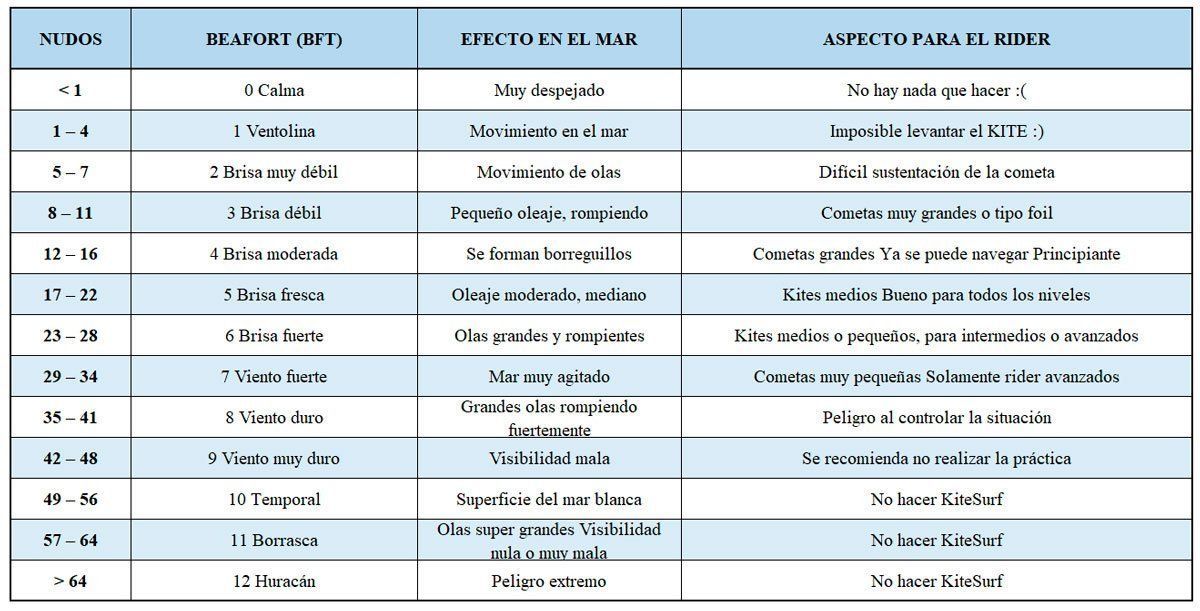 NUDOS BEAFORT (BFT) EFECTO EN EL MAR ASPECTO PARA EL RIDER
< 1 0 Calma Muy despejado No hay nada que hacer :(
1 – 4 1 Ventolina Movimiento en el mar Imposible levantar el KITE :)
5 – 7 2 Brisa muy débil Movimiento de olas Difícil sustentación de la cometa
8 – 11 3 Brisa débil Pequeño oleaje, rompiendo Cometas muy grandes o tipo foil
12 – 16 4 Brisa moderada Se forman borreguillos Cometas grandes Ya se puede navegar Principiante
17 – 22 5 Brisa fresca Oleaje moderado, mediano Kites medios Bueno para todos los niveles
23 – 28 6 Brisa fuerte Olas grandes y rompientes Kites medios o pequeños, para intermedios o avanzados
29 – 34 7 Viento fuerte Mar muy agitado Cometas muy pequeñas Solamente rider avanzados
35 – 41 8 Viento duro Grandes olas rompiendo
fuertemente Peligro al controlar la situación
42 – 48 9 Viento muy duro Visibilidad mala Se recomienda no realizar la práctica
49 – 56 10 Temporal Superficie del mar blanca No hacer KiteSurf
57 – 64 11 Borrasca Olas super grandes Visibilidad
nula o muy mala No hacer KiteSurf
> 64 12 Huracán Peligro extremo No hacer KiteSurf